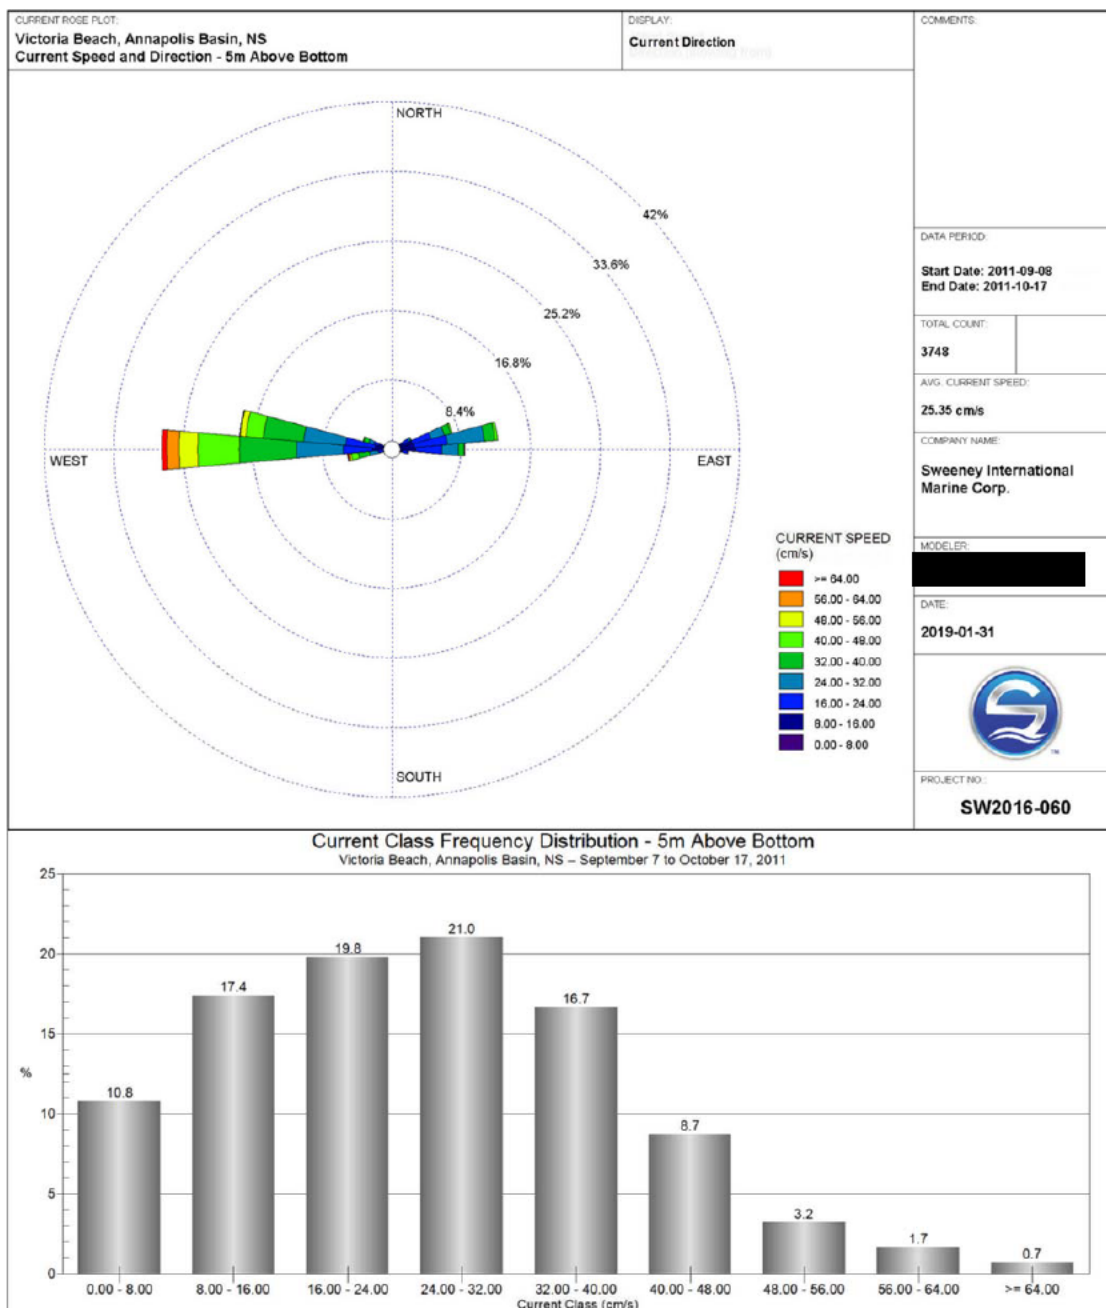 CURRENT ROSE PLOT:
Victoria Beach, Annapolis Basin, NS
Current Speed and Direction - 5m Above Bottom
DISPLAY:
Current Direction
COMMENTS:
NORTH
42%
33.6%
25.2%
16.8%
8.4%
WEST
EAST
SOUTH
CURRENT SPEED
(cm/s)
>= 64.00
56.00 - 64.00
48.00 - 56.00
40.00 - 48.00
32.00 - 40.00
24.00 - 32.00
16.00 - 24.00
8.00 - 16.00
0.00 - 8.00
DATA PERIOD:
Start Date: 2011-09-08
End Date: 2011-10-17
TOTAL COUNT:
3748
AVG. CURRENT SPEED:
25.35 cm/s
COMPANY NAME:
Sweeney International
Marine Corp.
MODELER:
DATE:
2019-01-31
TM
PROJECT NO.:
SW2016-060
Current Class Frequency Distribution - 5m Above Bottom
Victoria Beach, Annapolis Basin, NS – September 7 to October 17, 2011
25
20
15
%
10
5
0
10.8
17.4
19.8
21.0
16.7
8.7
3.2
1.7
0.7
0.00 - 8.00
8.00 - 16.00
16.00 - 24.00
24.00 - 32.00
32.00 - 40.00
40.00 - 48.00
48.00 - 56.00
56.00 - 64.00
>= 64.00
Current Class (cm/s)